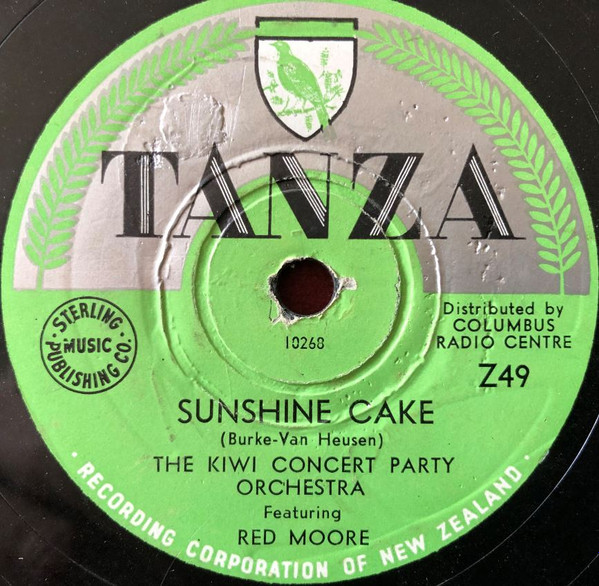 TANZA
STERLING
MUSIC
PUBLISHING CO.
Distributed by
COLUMBUS
RADIO CENTRE
10268
Z49
SUNSHINE CAKE
(Burke-Van Heusen)
THE KIWI CONCERT PARTY
ORCHESTRA
Featuring
RED MOORE
· RECORDING CORPORATION OF NEW ZEALAND ·